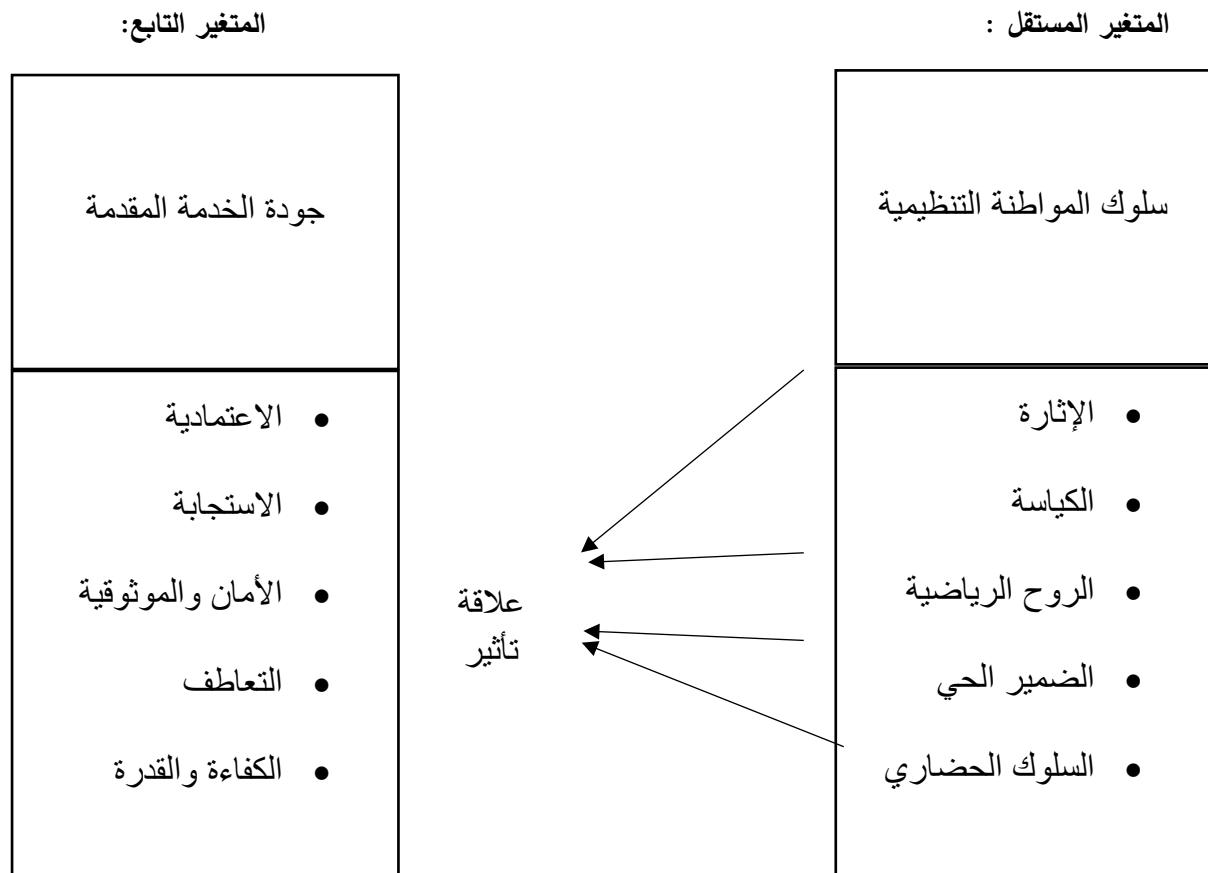 المتغير المستقل :
المتغير التابع:
سلوك المواطنة التنظيمية
جودة الخدمة المقدمة
• الإثارة
• الكياسة
• الروح الرياضية
• الضمير الحي
• السلوك الحضاري
علاقة
تأثير
• الاعتمادية
• الاستجابة
• الأمان والموثوقية
• التعاطف
• الكفاءة والقدرة